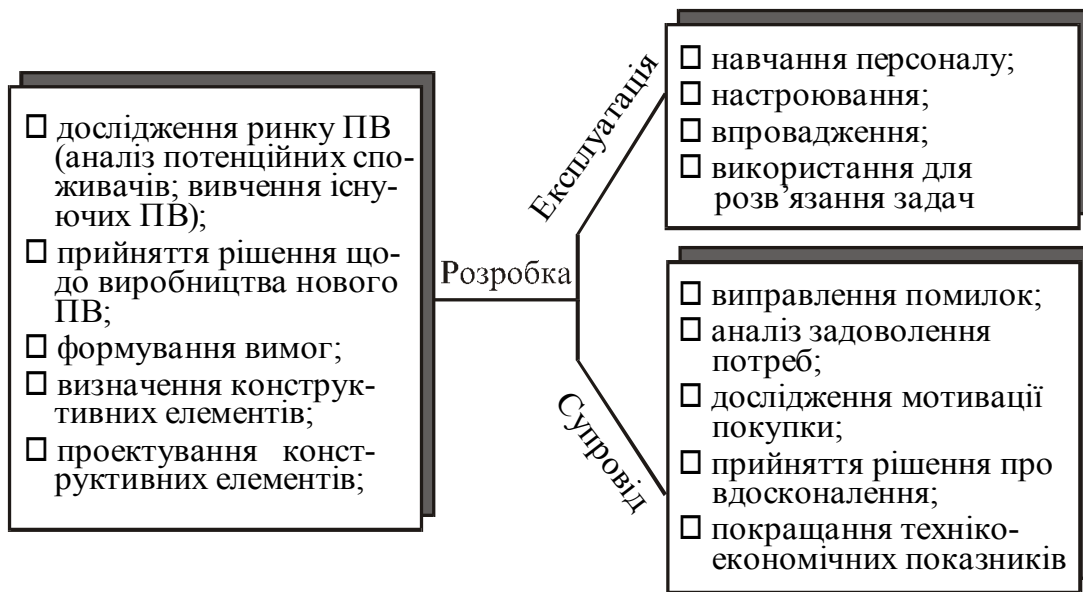 ☐ дослідження ринку ПВ
(аналіз потенційних спо-
живачів; вивчення існу-
ючих ПВ);
☐ прийняття рішення що-
до виробництва нового
ПВ;
☐ формування вимог;
☐ визначення конструк-
тивних елементів;
☐ проектування конст-
руктивних елементів;
Розробка
Експлуатація
☐ навчання персоналу;
☐ настроювання;
☐ впровадження;
☐ використання для
розв’язання задач
Супровід
☐ виправлення помилок;
☐ аналіз задоволення
потреб;
☐ дослідження мотивації
покупки;
☐ прийняття рішення про
вдосконалення;
☐ покращання техніко-
економічних показників